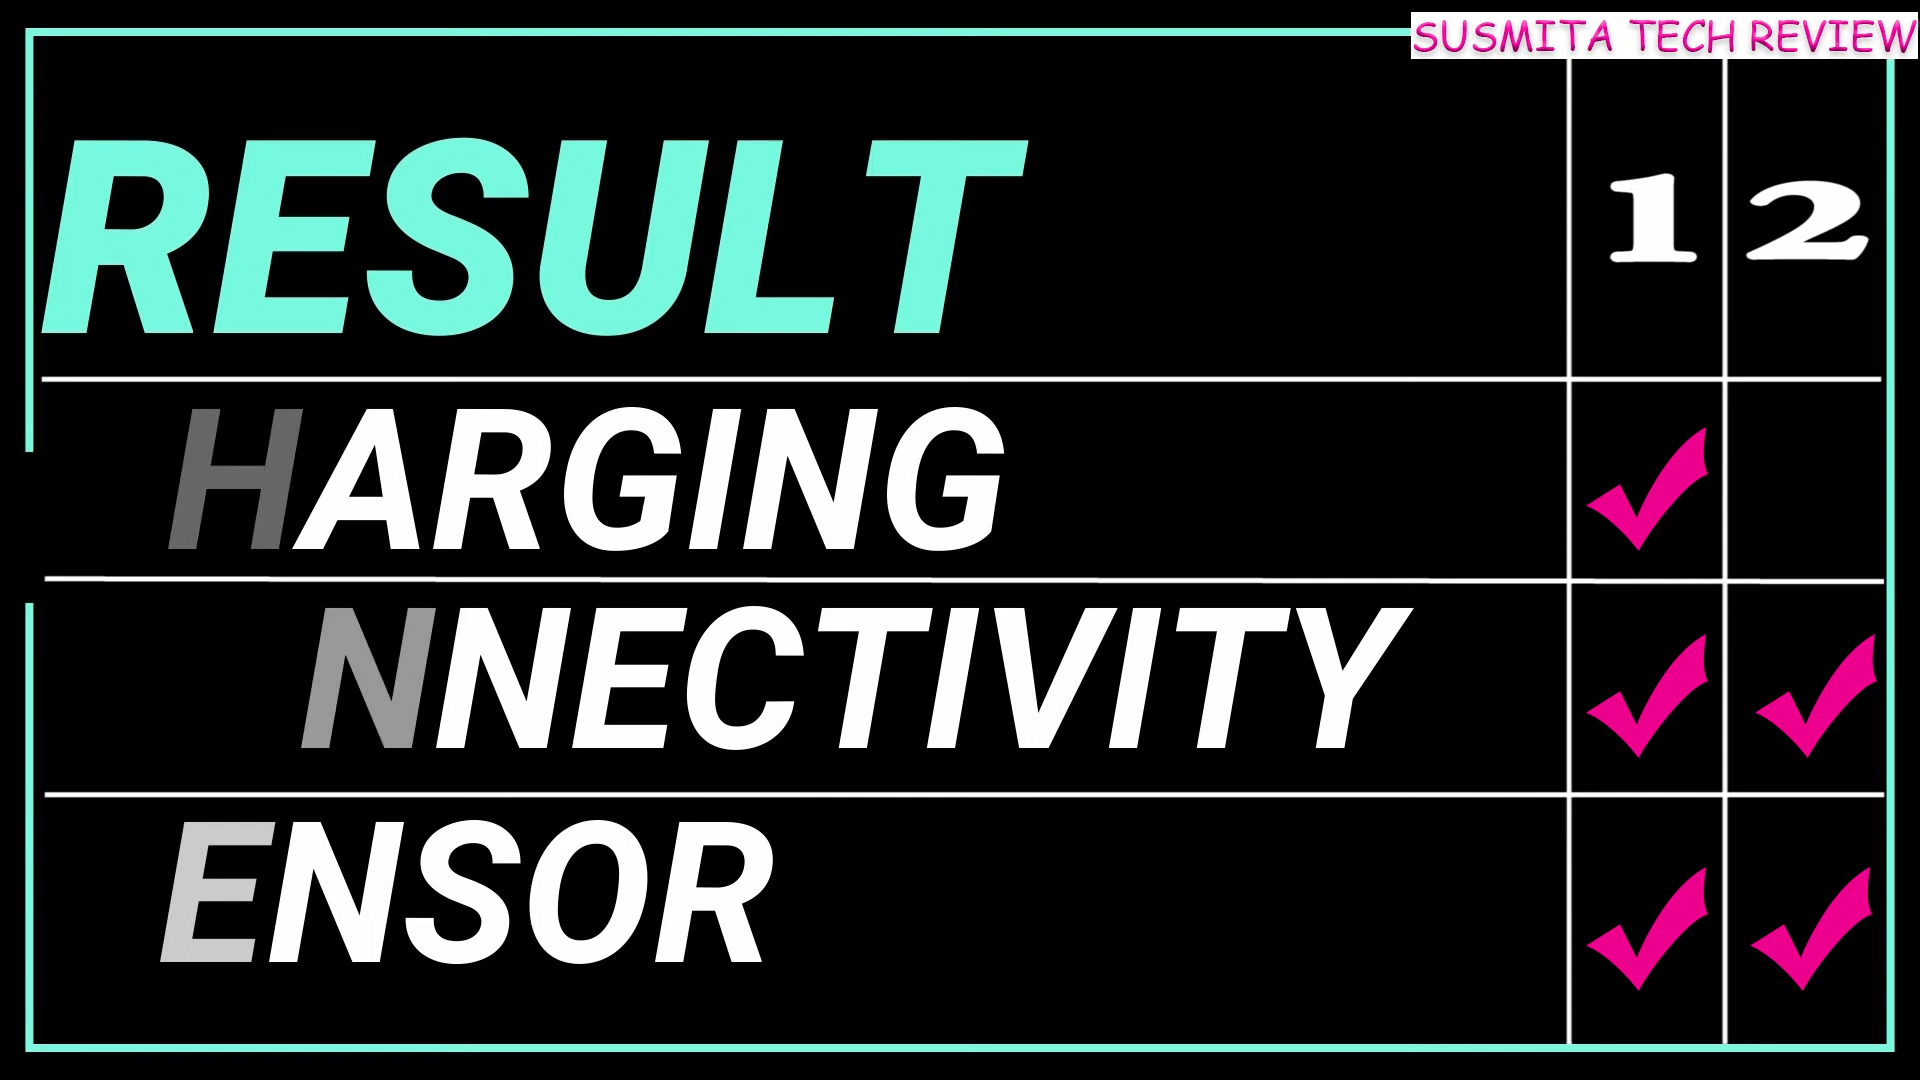 SUSMITA TECH REVIEW
RESULT 1 2
HARGING
NNECTIVITY
ENSOR